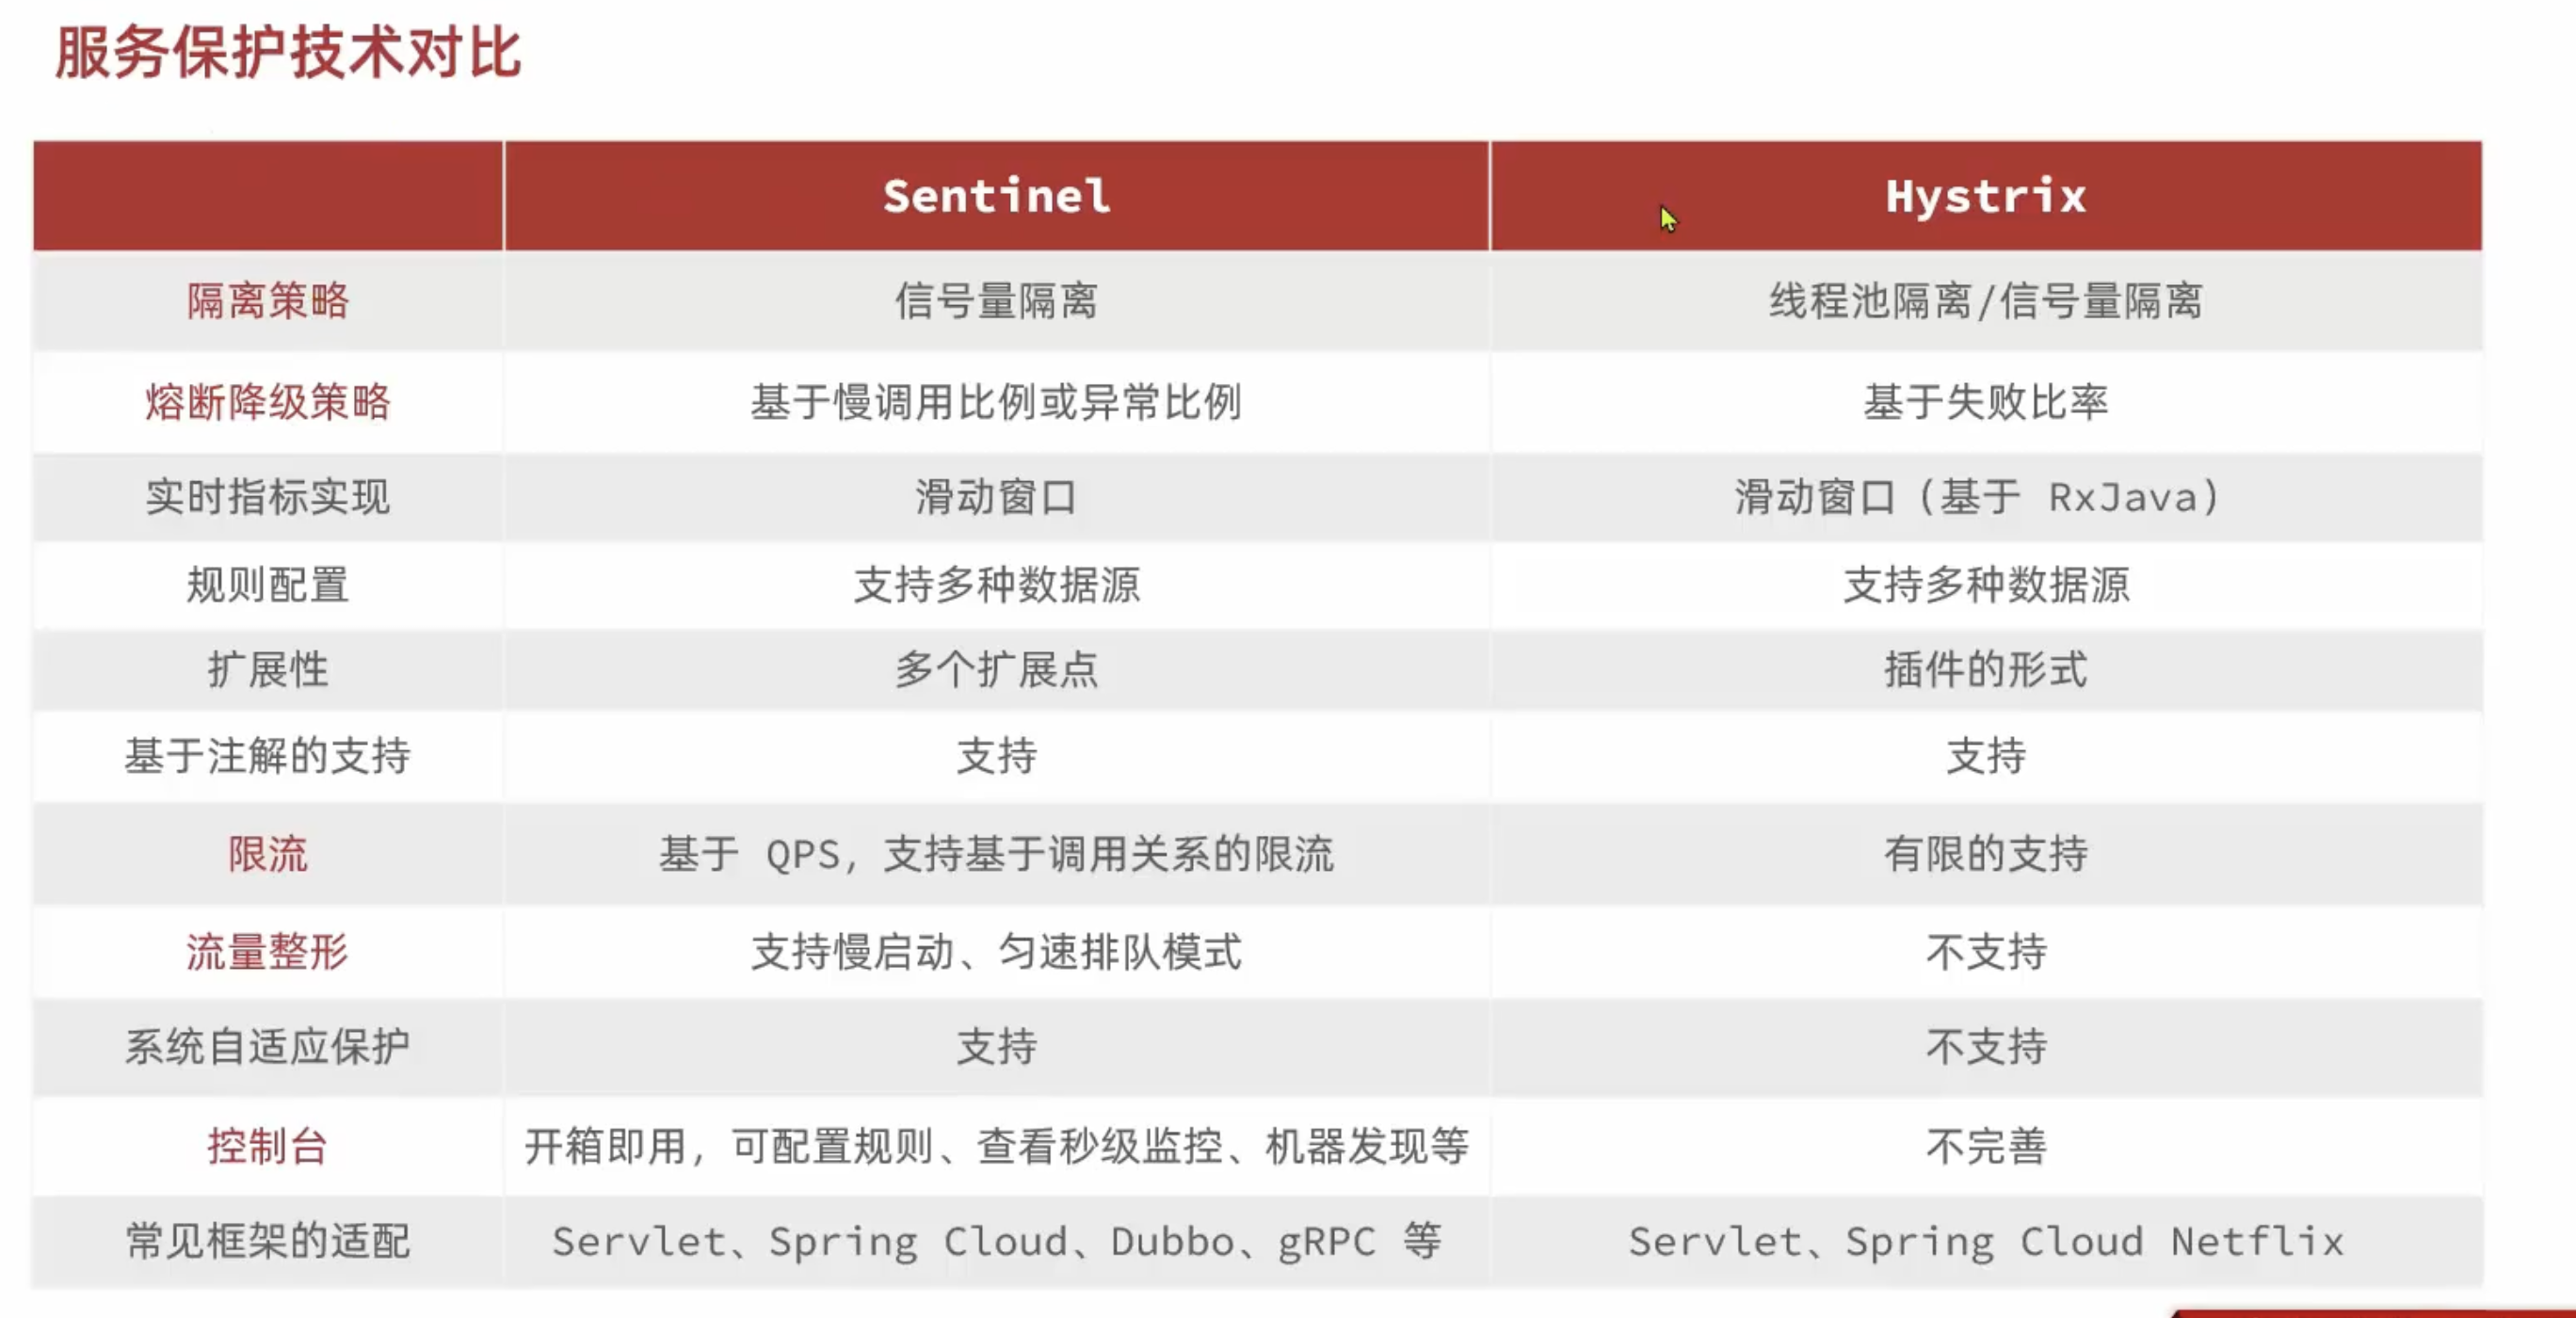 服务保护技术对比
Sentinel Hystrix
隔离策略 信号量隔离 线程池隔离/信号量隔离
熔断降级策略 基于慢调用比例或异常比例 基于失败比率
实时指标实现 滑动窗口 滑动窗口（基于 RxJava）
规则配置 支持多种数据源 支持多种数据源
扩展性 多个扩展点 插件的形式
基于注解的支持 支持 支持
限流 基于 QPS，支持基于调用关系的限流 有限的支持
流量整形 支持慢启动、匀速排队模式 不支持
系统自适应保护 支持 不支持
控制台 开箱即用，可配置规则、查看秒级监控、机器发现等 不完善
常见框架的适配 Servlet、Spring Cloud、Dubbo、gRPC 等 Servlet、Spring Cloud Netflix